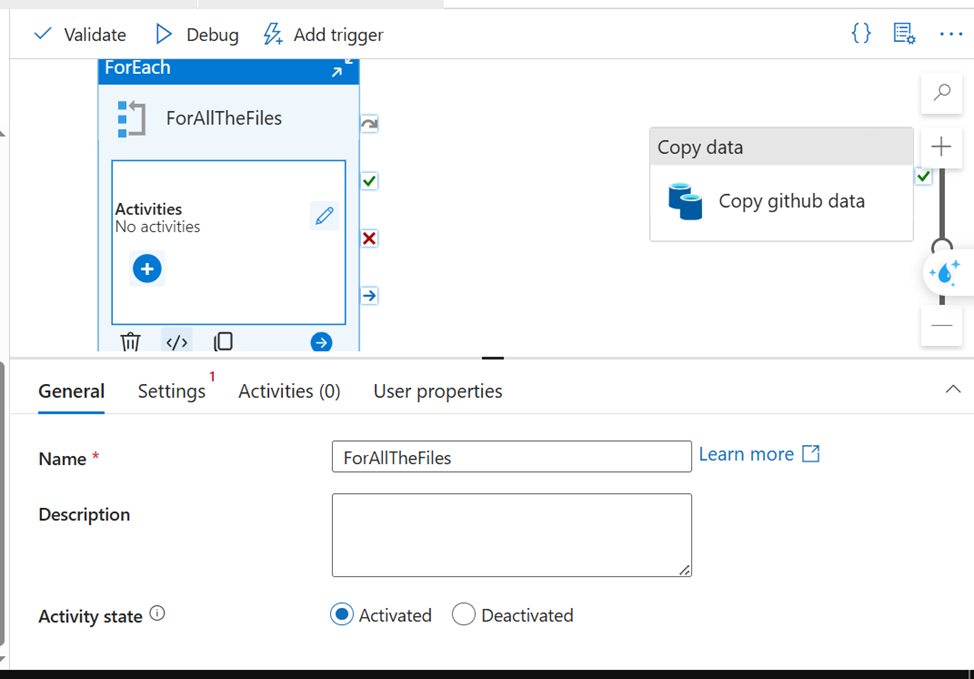 Validate Debug Add trigger {} ...
ForEach
ForAllTheFiles
Activities
No activities
</>
Copy data
Copy github data
General Settings 1 Activities (0) User properties
Name * ForAllTheFiles Learn more
Description
Activity state Activated Deactivated